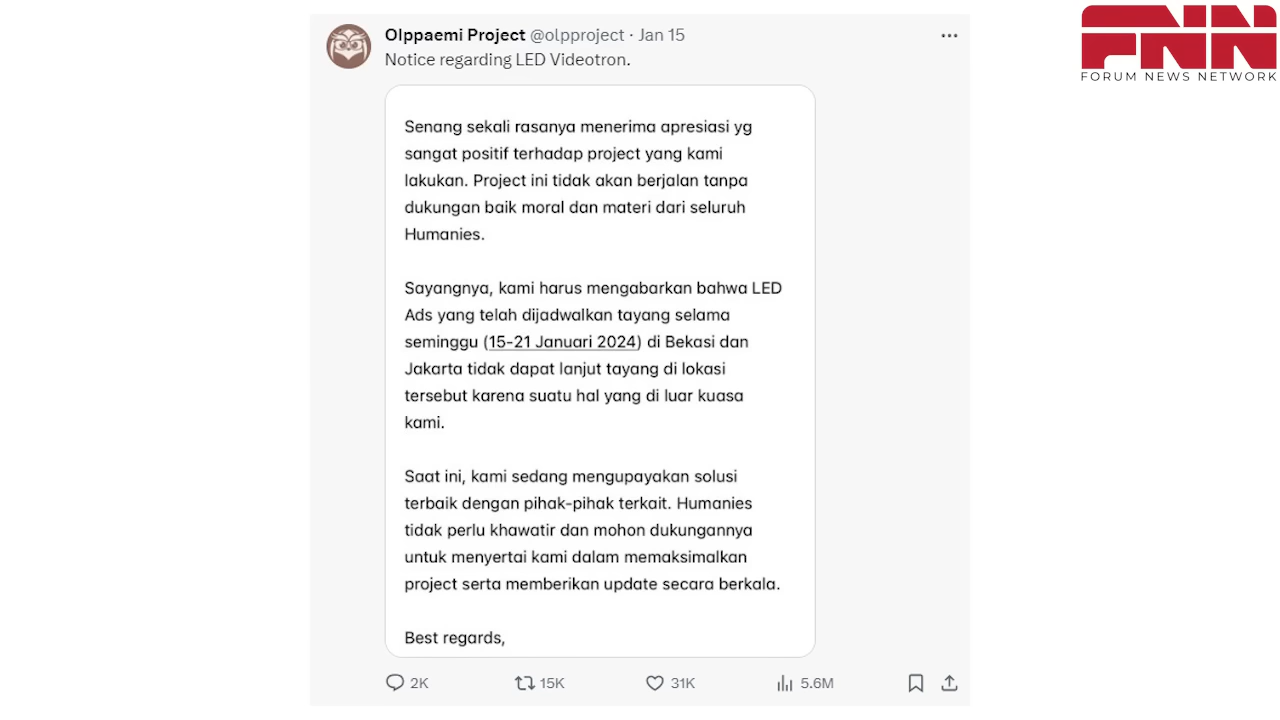 Olppaemi Project @olpproject · Jan 15
Notice regarding LED Videotron.
FNN
FORUM NEWS NETWORK
Senang sekali rasanya menerima apresiasi yg
sangat positif terhadap project yang kami
lakukan. Project ini tidak akan berjalan tanpa
dukungan baik moral dan materi dari seluruh
Humanies.
Sayangnya, kami harus mengabarkan bahwa LED
Ads yang telah dijadwalkan tayang selama
seminggu (15-21 Januari 2024) di Bekasi dan
Jakarta tidak dapat lanjut tayang di lokasi
tersebut karena suatu hal yang di luar kuasa
kami.
Saat ini, kami sedang mengupayakan solusi
terbaik dengan pihak-pihak terkait. Humanies
tidak perlu khawatir dan mohon dukungannya
untuk menyertai kami dalam memaksimalkan
project serta memberikan update secara berkala.
Best regards,
2K 15K 31K 5.6M